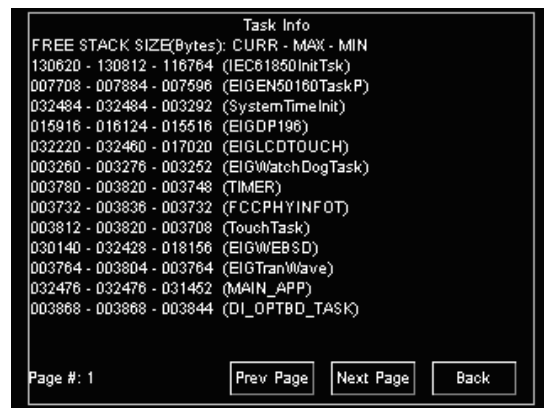 Task Info
FREE STACK SIZE(Bytes): CURR - MAX - MIN
130620 - 130812 - 116764 (IEC61850InitTsk)
007708 - 007884 - 007596 (EIGEN50160TaskP)
032484 - 032484 - 003292 (SystemTimeInit)
015916 - 016124 - 015516 (EIGDP196)
032220 - 032460 - 017020 (EIGLCDTOUCH)
003260 - 003276 - 003252 (EIGWatchDogTask)
003780 - 003820 - 003748 (TIMER)
003732 - 003836 - 003732 (FCCPHYINFOT)
003812 - 003820 - 003708 (TouchTask)
030140 - 032428 - 018156 (EIGWEBSD)
003764 - 003804 - 003764 (EIGTranWave)
032476 - 032476 - 031452 (MAIN_APP)
003868 - 003868 - 003844 (DI_OPTBD_TASK)
Page #: 1 Prev Page Next Page Back